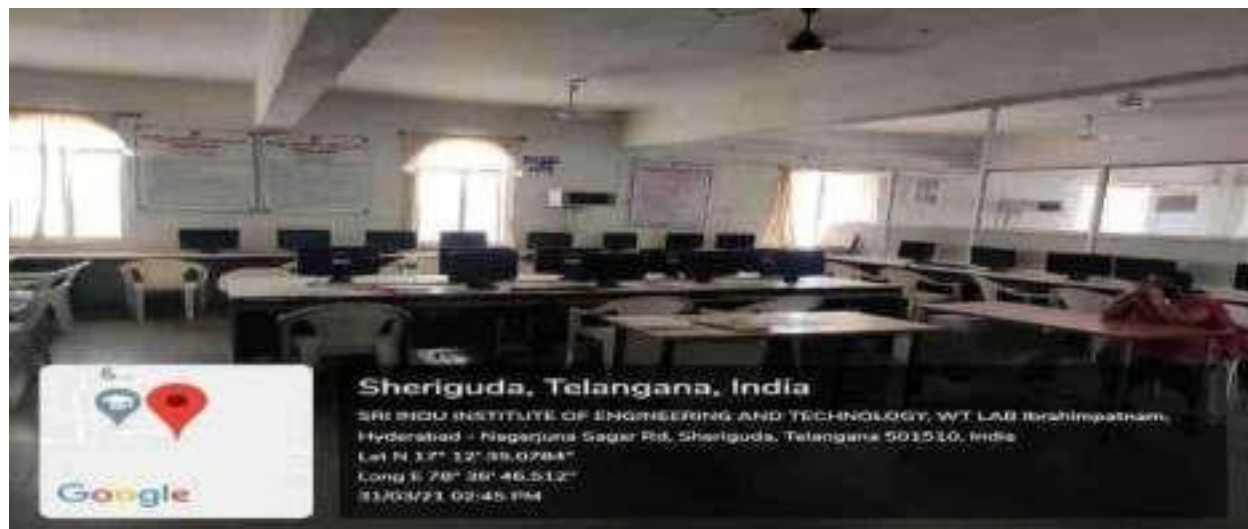 Sheriguda, Telangana, India
SRI INDU INSTITUTE OF ENGINEERING AND TECHNOLOGY, WT LAB Ibrahimpatnam,
Hyderabad - Nagarjuna Sagar Rd, Sheriguda, Telangana 501510, India
Lat N 17° 12' 39.0784"
Long E 78° 36' 46.512"
31/03/21 02:45 PM
Google